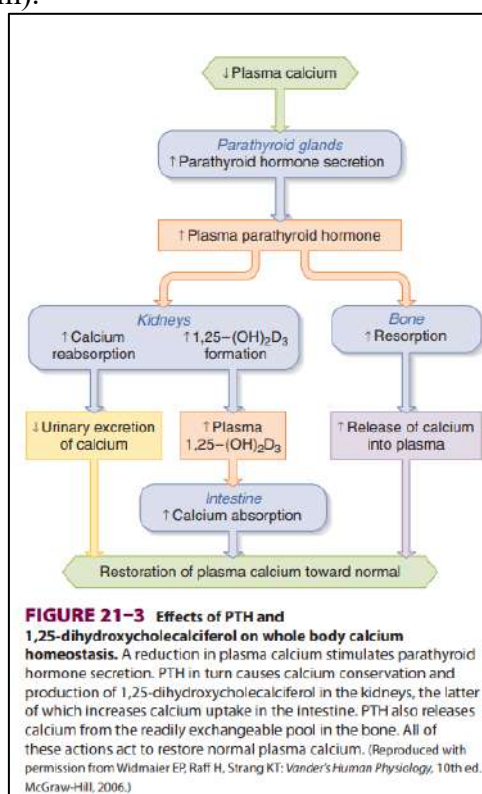 m).
↓Plasma calcium
Parathyroid glands
↑Parathyroid hormone secretion
↑Plasma parathyroid hormone
Kidneys
↑Calcium reabsorption
↑1,25–(OH)₂D₃ formation
Bone
↑Resorption
↓Urinary excretion of calcium
↑Plasma 1,25–(OH)₂D₃
↑Release of calcium into plasma
Intestine
↑Calcium absorption
Restoration of plasma calcium toward normal
FIGURE 21–3 Effects of PTH and
1,25-dihydroxycholecalciferol on whole body calcium
homeostasis. A reduction in plasma calcium stimulates parathyroid
hormone secretion. PTH in turn causes calcium conservation and
production of 1,25-dihydroxycholecalciferol in the kidneys, the latter
of which increases calcium uptake in the intestine. PTH also releases
calcium from the readily exchangeable pool in the bone. All of
these actions act to restore normal plasma calcium. (Reproduced with
permission from Widmaier EP, Raff H, Strang KT: Vander's Human Physiology, 10th ed.
McGraw-Hill, 2006.)